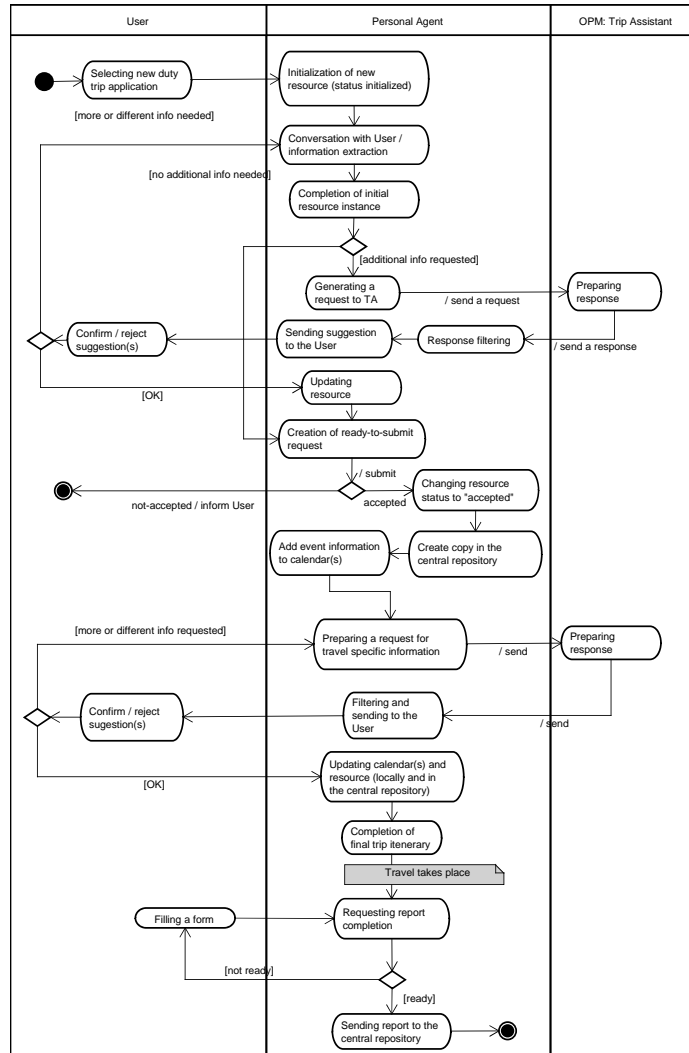 User
Personal Agent
OPM: Trip Assistant
Selecting new duty
trip application
Initialization of new
resource (status initialized)
[more or different info needed]
Conversation with User /
information extraction
[no additional info needed]
Completion of initial
resource instance
[additional info requested]
Generating a
request to TA
/ send a request
Preparing
response
Confirm / reject
suggestion(s)
Sending suggestion
to the User
Response filtering
/ send a response
[OK]
Updating
resource
Creation of ready-to-submit
request
/ submit
not-accepted / inform User
accepted
Changing resource
status to "accepted"
Add event information
to calendar(s)
Create copy in the
central repository
[more or different info requested]
Preparing a request for
travel specific information
/ send
Preparing
response
Confirm / reject
sugestion(s)
Filtering and
sending to the
User
/ send
[OK]
Updating calendar(s) and
resource (locally and in
the central repository)
Completion of
final trip itenerary
Travel takes place
Filling a form
Requesting report
completion
[not ready]
[ready]
Sending report to the
central repository